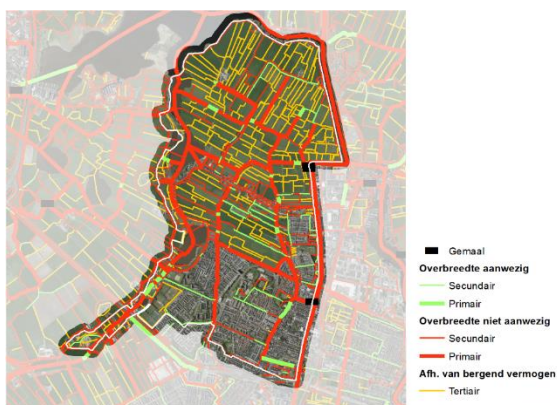 Gemaal
Overbreedte aanwezig
Secundair
Primair
Overbreedte niet aanwezig
Secundair
Primair
Afh. van bergend vermogen
Tertiair